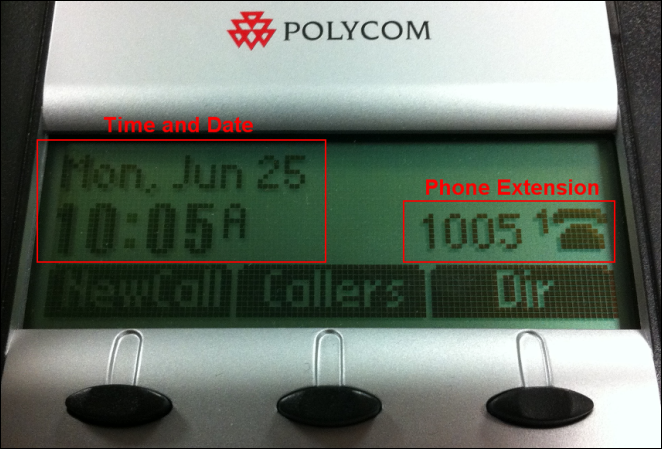 POLYCOM
Time and Date
Mon, Jun 25
Phone Extension
10:05A
1005 1
NewCall Callers Dir